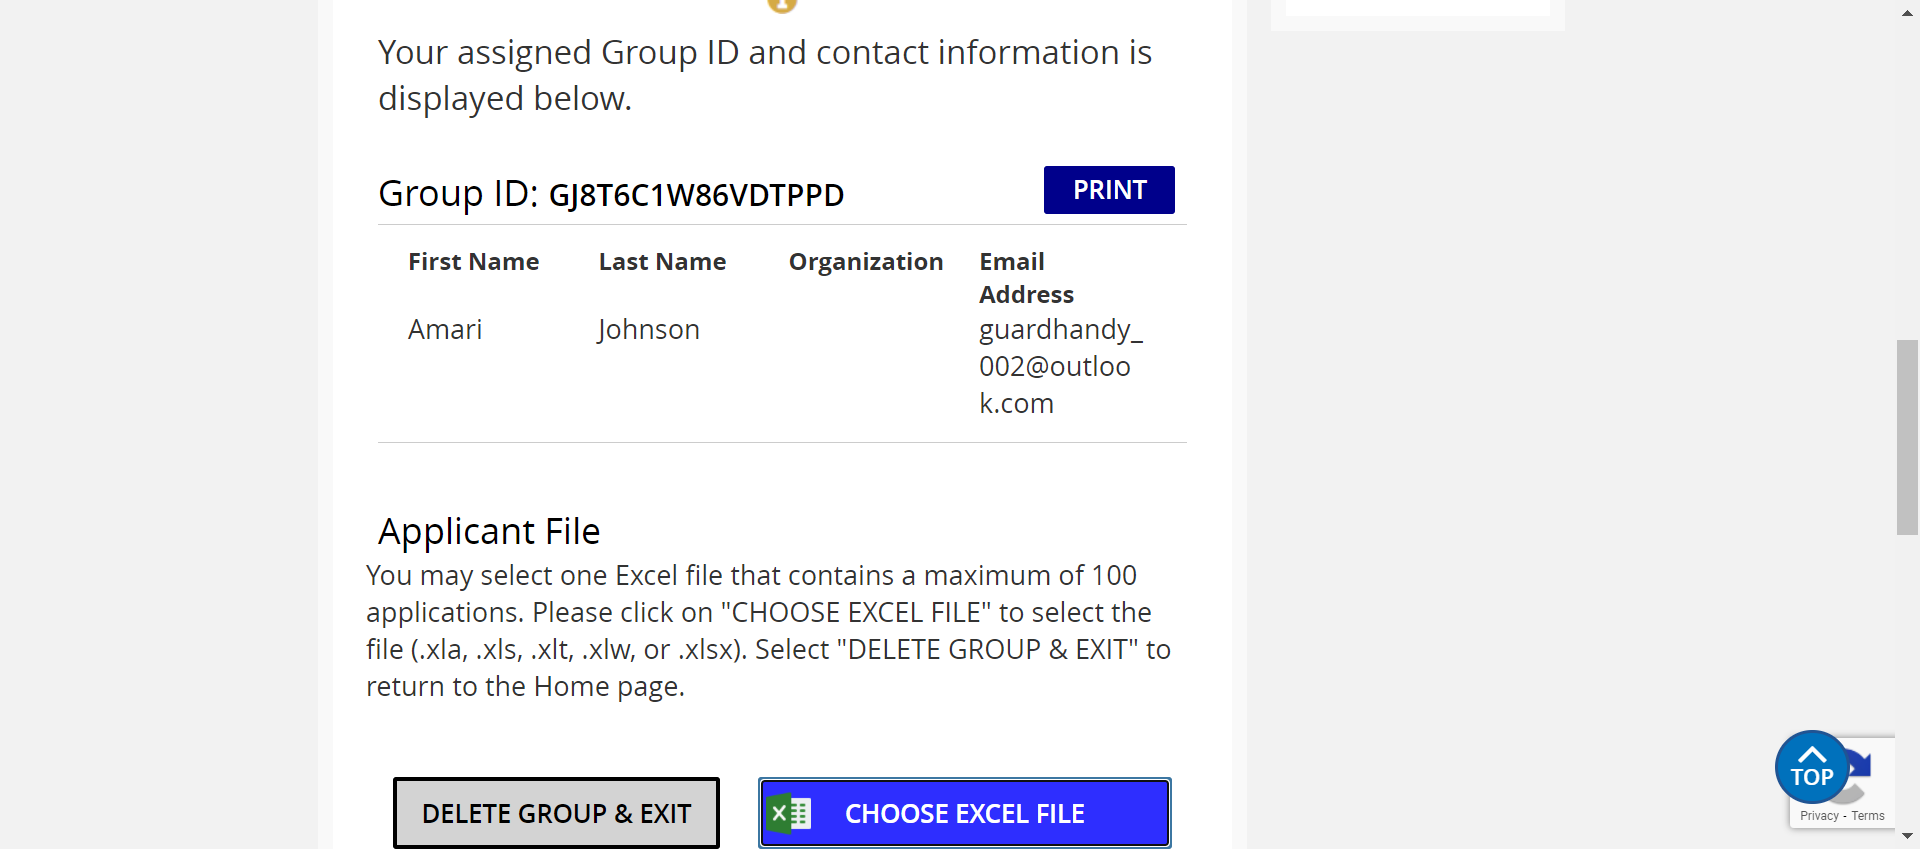 Your assigned Group ID and contact information is
displayed below.
Group ID: GJ8T6C1W86VDTPPD
PRINT
First Name
Last Name
Organization
Email
Address
Amari
Johnson
guardhandy_
002@outloo
k.com
Applicant File
You may select one Excel file that contains a maximum of 100
applications. Please click on "CHOOSE EXCEL FILE" to select the
file (.xla, .xls, .xlt, .xlw, or .xlsx). Select "DELETE GROUP & EXIT" to
return to the Home page.
DELETE GROUP & EXIT
CHOOSE EXCEL FILE
TOP
Privacy - Terms